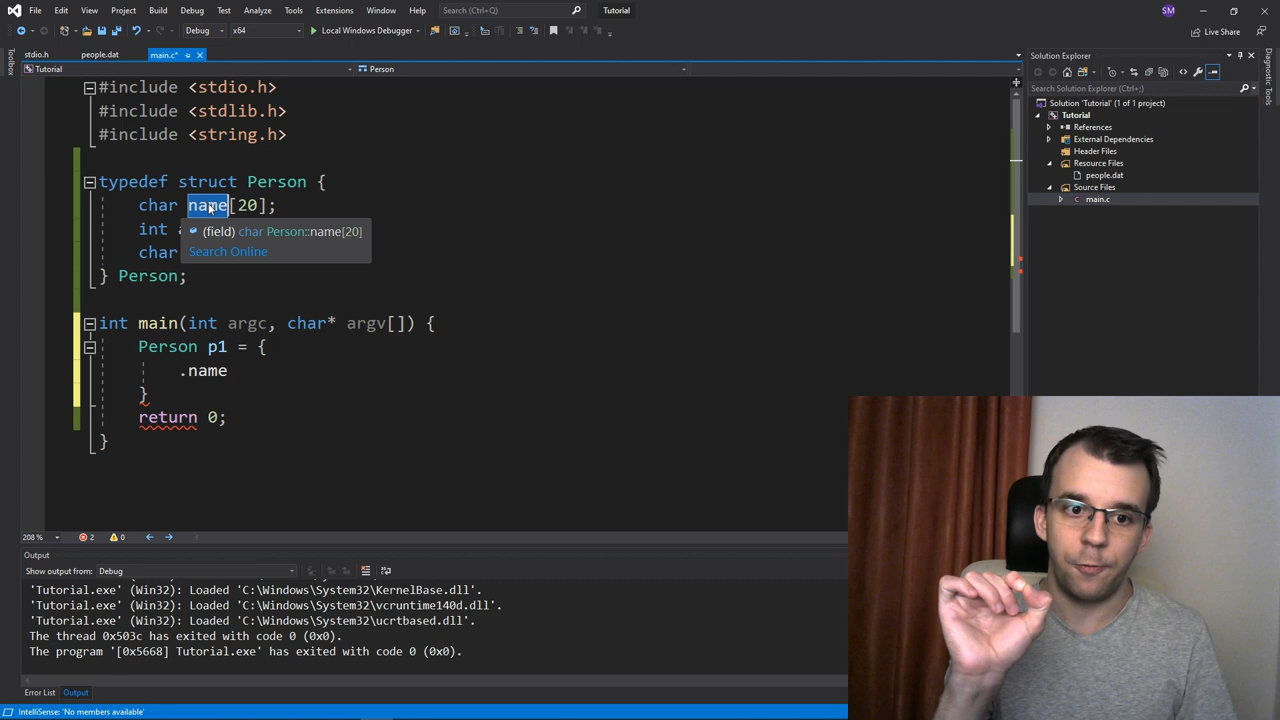 File Edit View Project Build Debug Test Analyze Tools Extensions Window Help Search (Ctrl+Q) Tutorial SM
Debug x64 Local Windows Debugger Live Share
stdio.h people.dat main.c*
Tutorial Person
#include <stdio.h>
#include <stdlib.h>
#include <string.h>
typedef struct Person {
char name[20];
int
(field) char Person::name[20]
char
Search Online
} Person;
int main(int argc, char* argv[]) {
Person p1 = {
.name
}
return 0;
}
208 % 2 0
Output
Show output from: Debug
'Tutorial.exe' (Win32): Loaded 'C:\Windows\System32\KernelBase.dll'.
'Tutorial.exe' (Win32): Loaded 'C:\Windows\System32\vcruntime140d.dll'.
'Tutorial.exe' (Win32): Loaded 'C:\Windows\System32\ucrtbased.dll'.
The thread 0x503c has exited with code 0 (0x0).
The program '[0x5668] Tutorial.exe' has exited with code 0 (0x0).
Error List Output
IntelliSense: 'No members available'
Toolbox
Solution Explorer
Search Solution Explorer (Ctrl+;)
Solution 'Tutorial' (1 of 1 project)
Tutorial
References
External Dependencies
Header Files
Resource Files
people.dat
Source Files
main.c
Diagnostic Tools